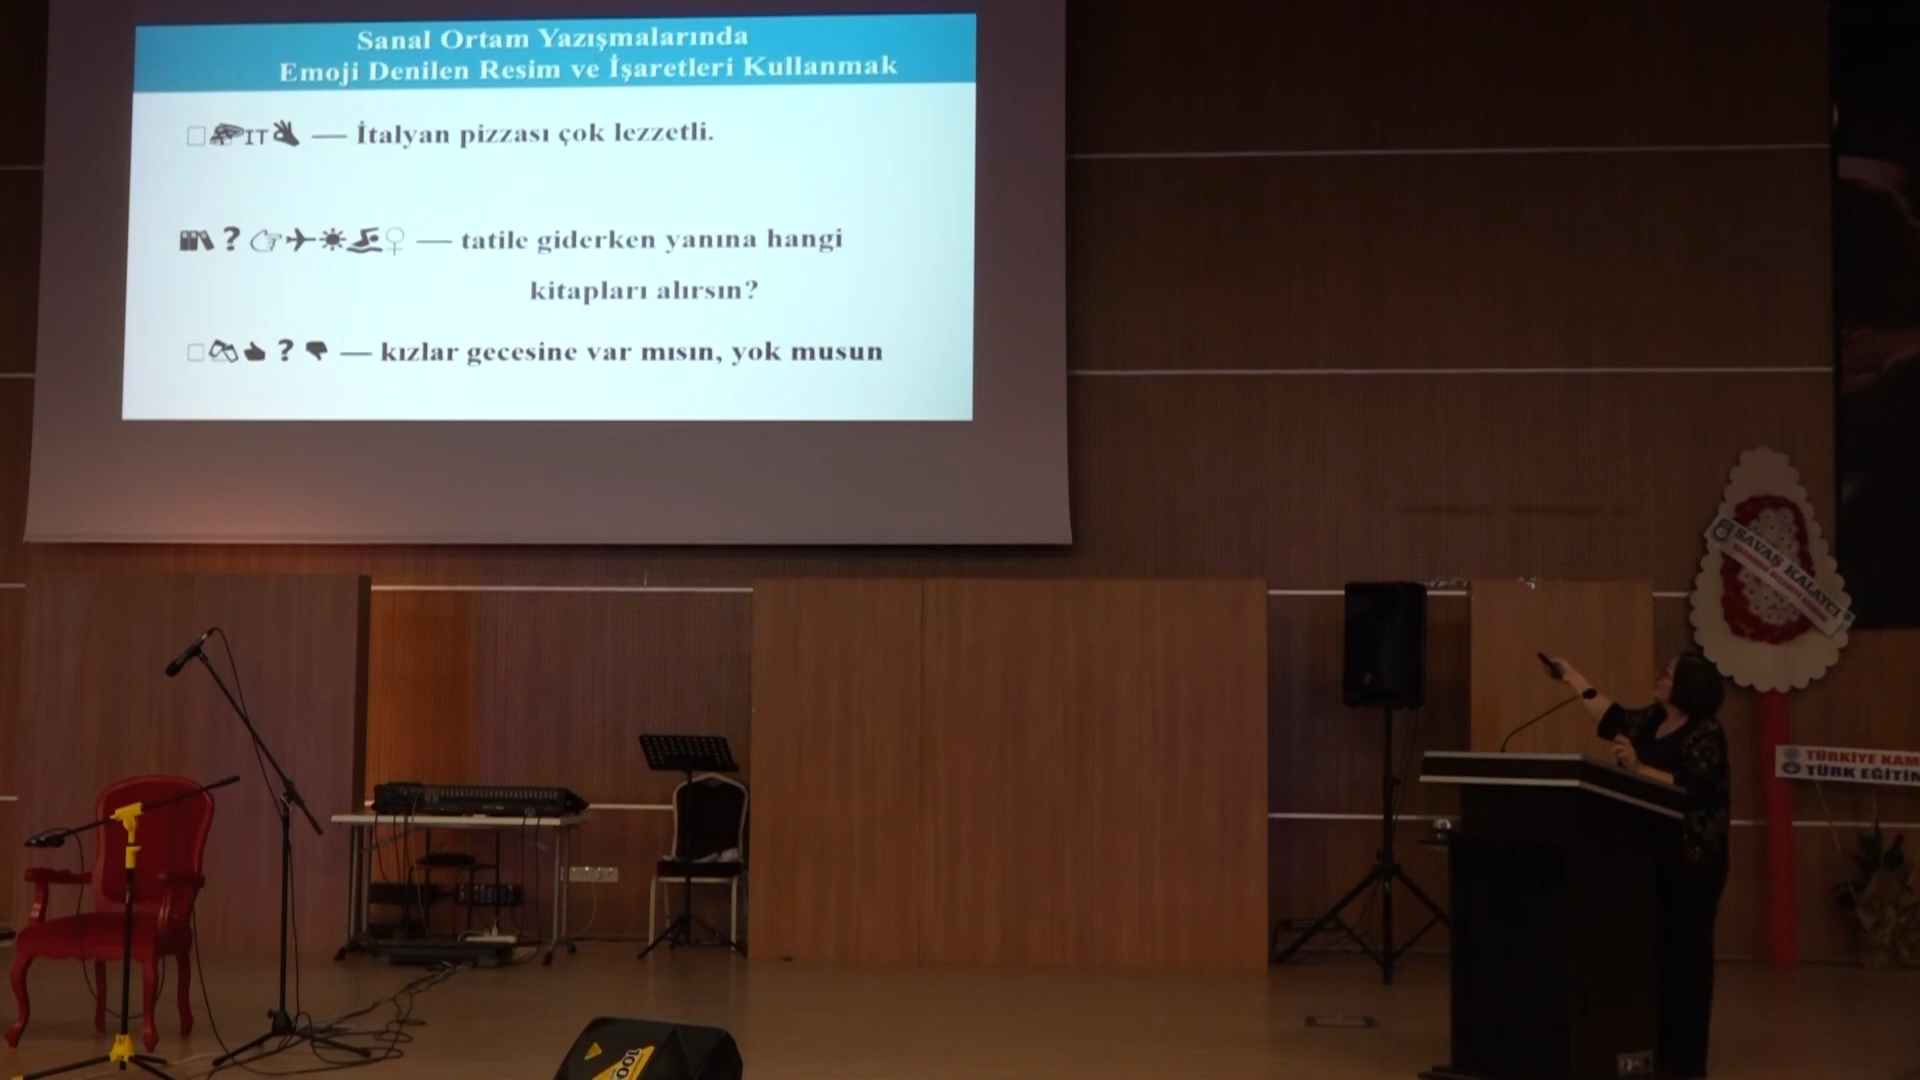 Sanal Ortam Yazışmalarında
Emoji Denilen Resim ve İşaretleri Kullanmak
IT — İtalyan pizzası çok lezzetli.
? — tatile giderken yanına hangi
kitapları alırsın?
? — kızlar gecesine var mısın, yok musun
SAVAŞ KALAYCI
TÜRKİYE KAM
TÜRK EĞİTİM